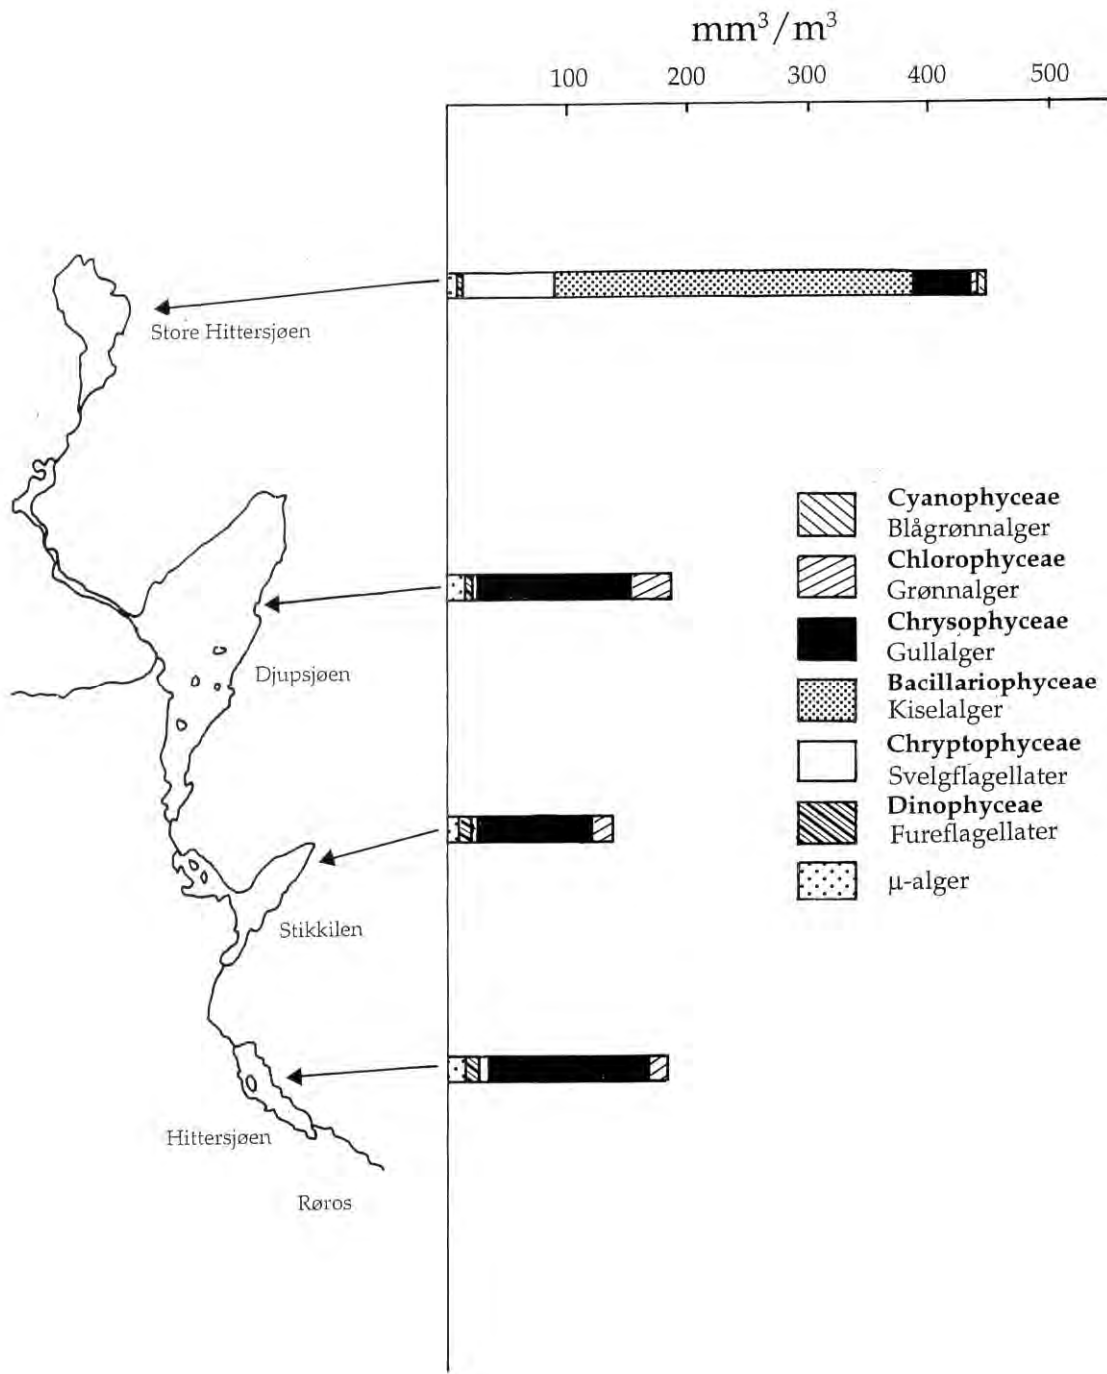 mm³/m³
100 200 300 400 500
Store Hittersjøen
Djupsjøen
Stikkilen
Hittersjøen
Røros
Cyanophyceae
Blågrønnalger
Chlorophyceae
Grønnalger
Chrysophyceae
Gullalger
Bacillariophyceae
Kiselalger
Chryptophyceae
Svelgflagellater
Dinophyceae
Fureflagellater
µ-alger